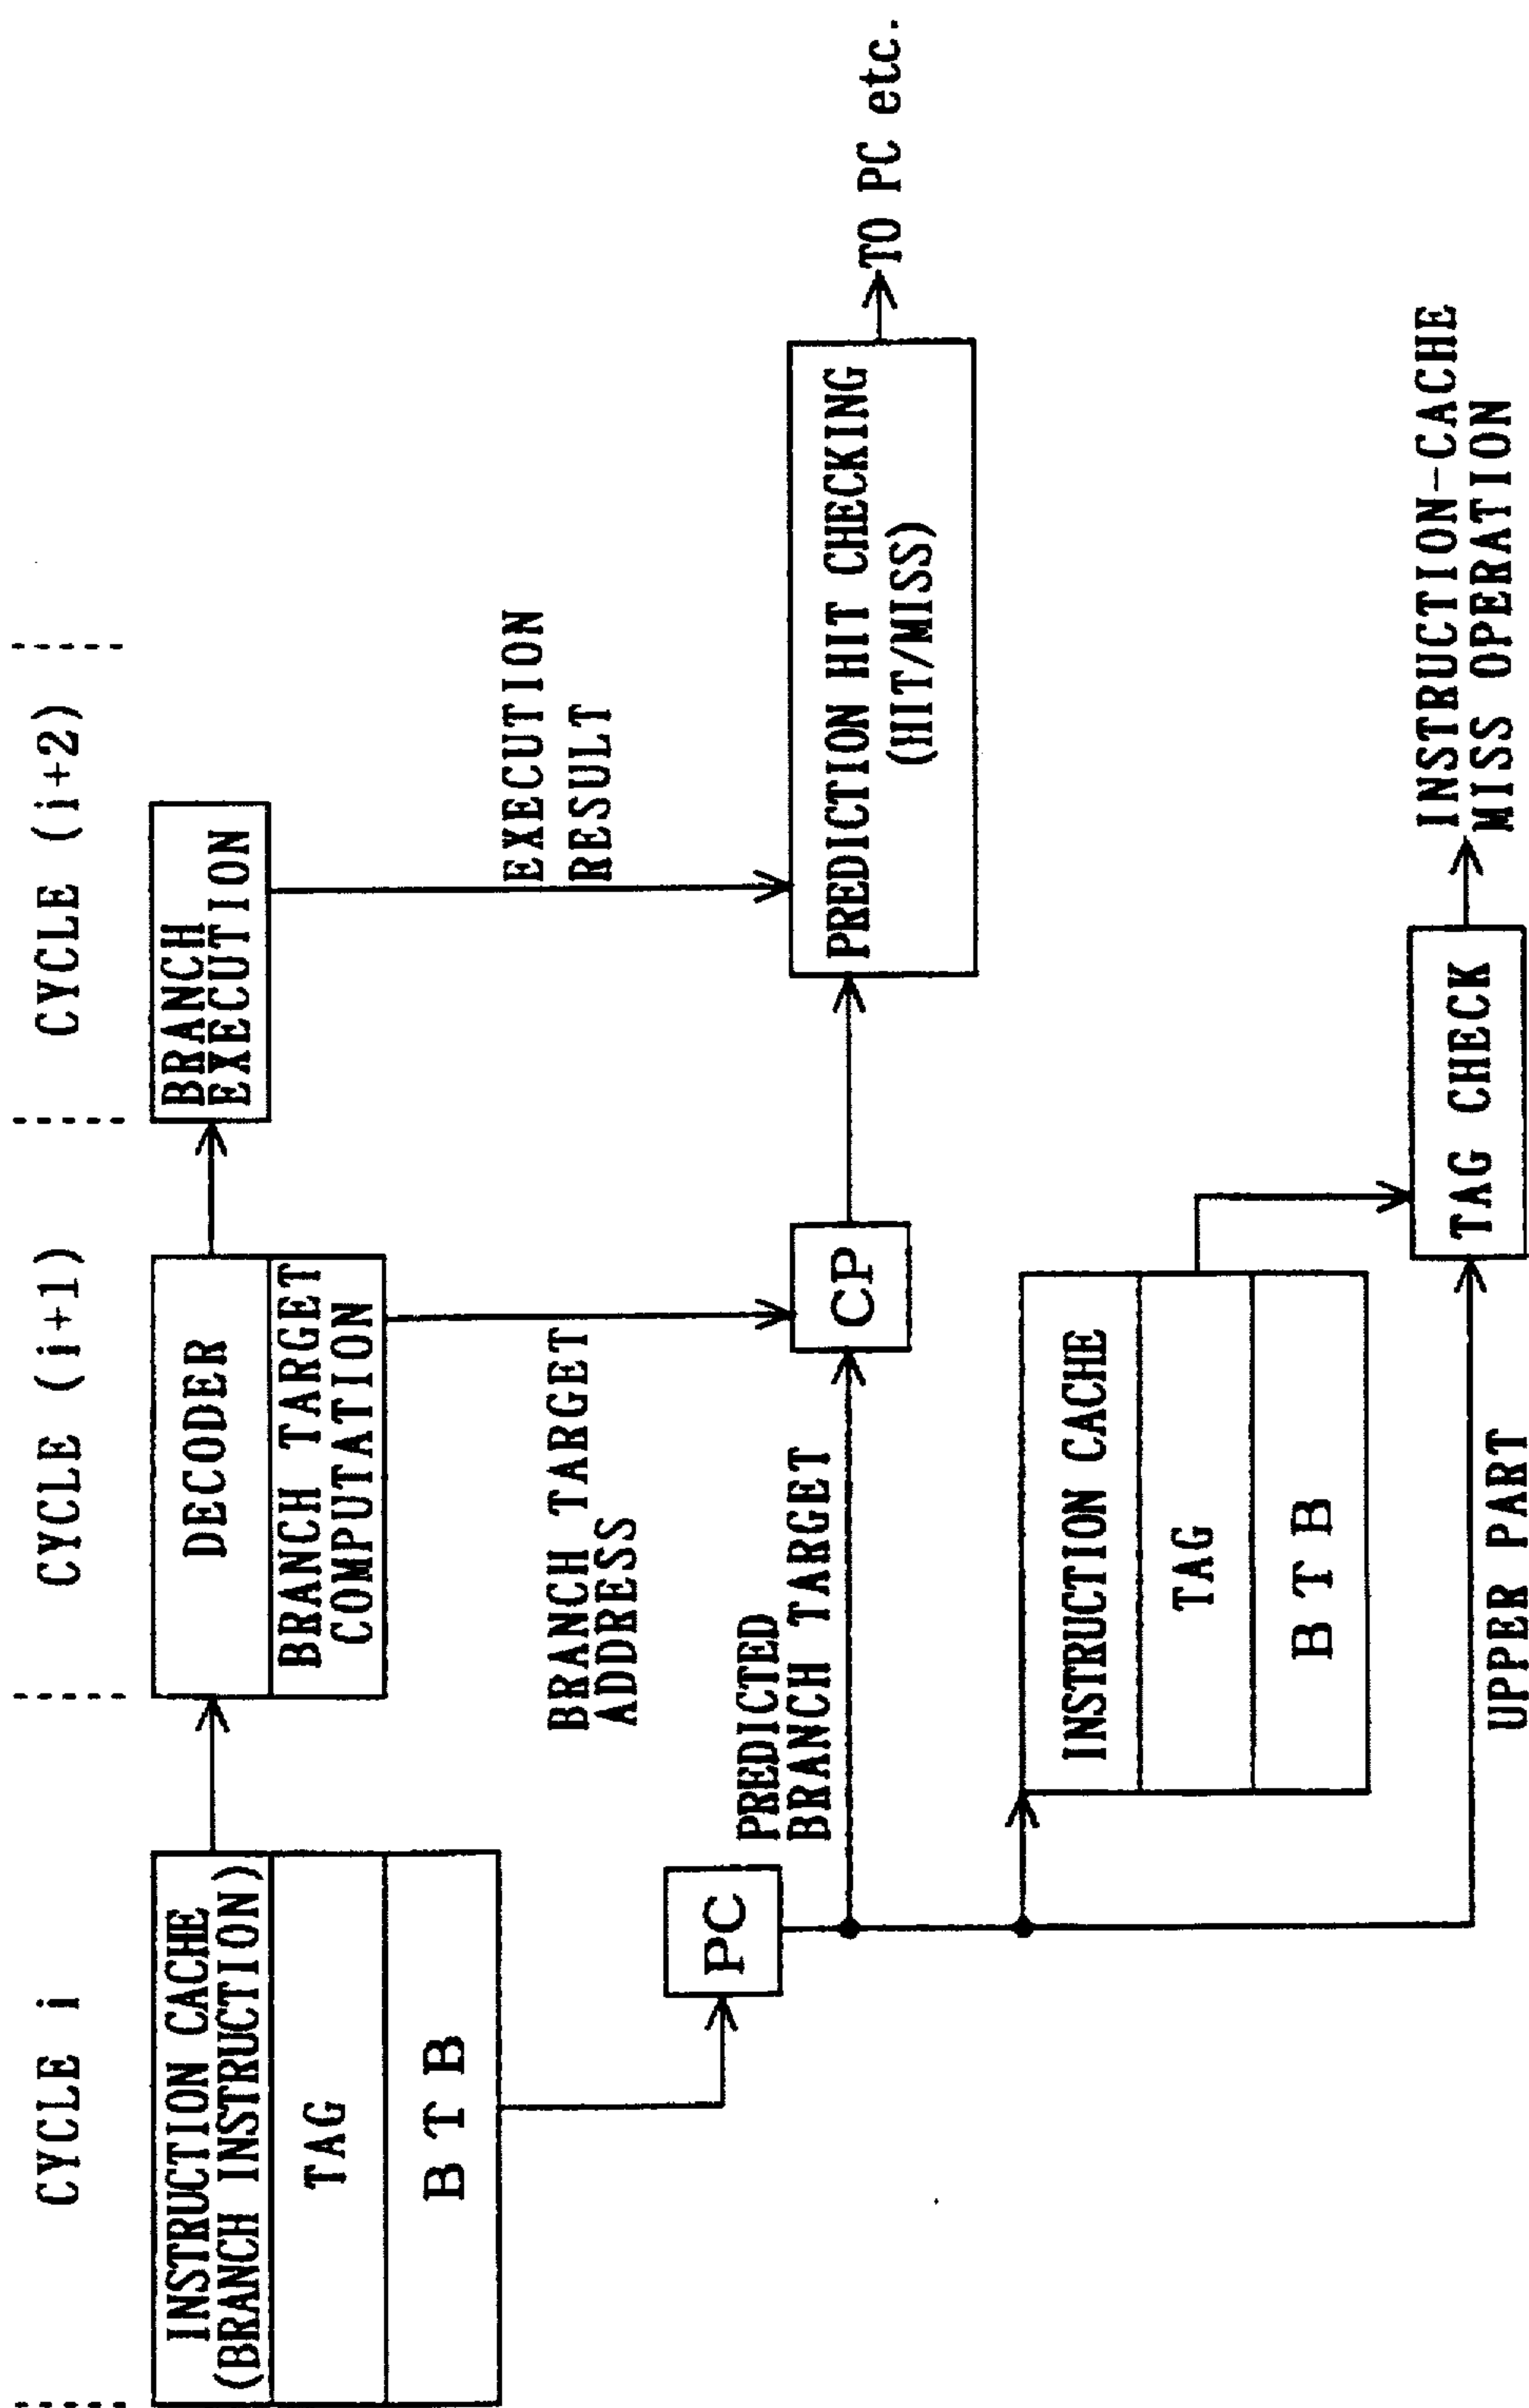 CYCLE i
CYCLE (i+1)
CYCLE (i+2)
INSTRUCTION CACHE
(BRANCH INSTRUCTION)
TAG
B T B
DECODER
BRANCH TARGET
COMPUTATION
BRANCH
EXECUTION
BRANCH TARGET
ADDRESS
EXECUTION
RESULT
PC
PREDICTED
BRANCH TARGET
CP
PREDICTION HIT CHECKING
(HIT/MISS)
TO PC etc.
INSTRUCTION CACHE
TAG
B T B
UPPER PART
TAG CHECK
INSTRUCTION-CACHE
MISS OPERATION